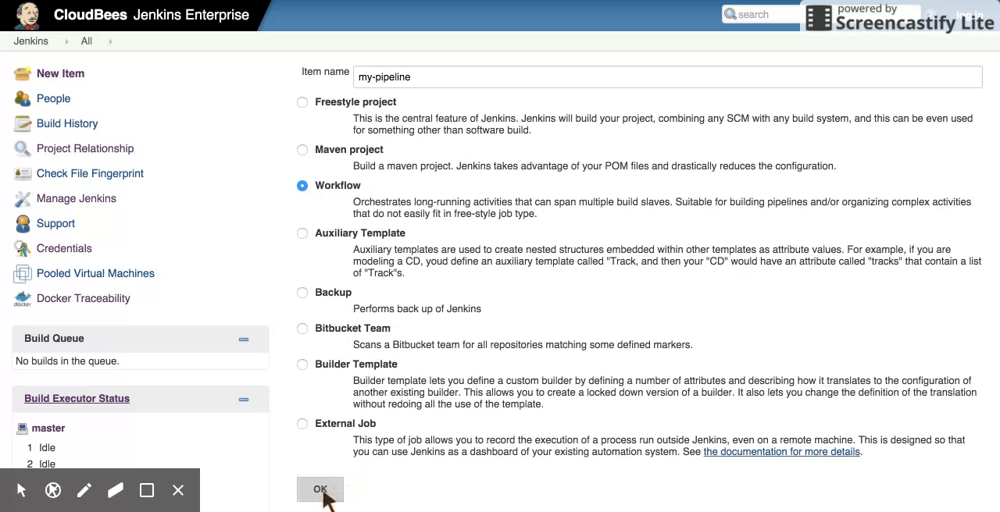 CloudBees Jenkins Enterprise
search
powered by
Screencastify Lite
Jenkins
All
New Item
People
Build History
Project Relationship
Check File Fingerprint
Manage Jenkins
Support
Credentials
Pooled Virtual Machines
docker
Docker Traceability
Build Queue
No builds in the queue.
Build Executor Status
master
1 Idle
2 Idle
Item name
my-pipeline
Freestyle project
This is the central feature of Jenkins. Jenkins will build your project, combining any SCM with any build system, and this can be even used
for something other than software build.
Maven project
Build a maven project. Jenkins takes advantage of your POM files and drastically reduces the configuration.
Workflow
Orchestrates long-running activities that can span multiple build slaves. Suitable for building pipelines and/or organizing complex activities
that do not easily fit in free-style job type.
Auxiliary Template
Auxiliary templates are used to create nested structures embedded within other templates as attribute values. For example, if you are
modeling a CD, youd define an auxiliary template called "Track, and then your "CD" would have an attribute called "tracks" that contain a list
of "Track"s.
Backup
Performs back up of Jenkins
Bitbucket Team
Scans a Bitbucket team for all repositories matching some defined markers.
Builder Template
Builder template lets you define a custom builder by defining a number of attributes and describing how it translates to the configuration of
another existing builder. This allows you to create a locked down version of a builder. It also lets you change the definition of the translation
without redoing all the use of the template.
External Job
This type of job allows you to record the execution of a process run outside Jenkins, even on a remote machine. This is designed so that
you can use Jenkins as a dashboard of your existing automation system. See the documentation for more details.
OK